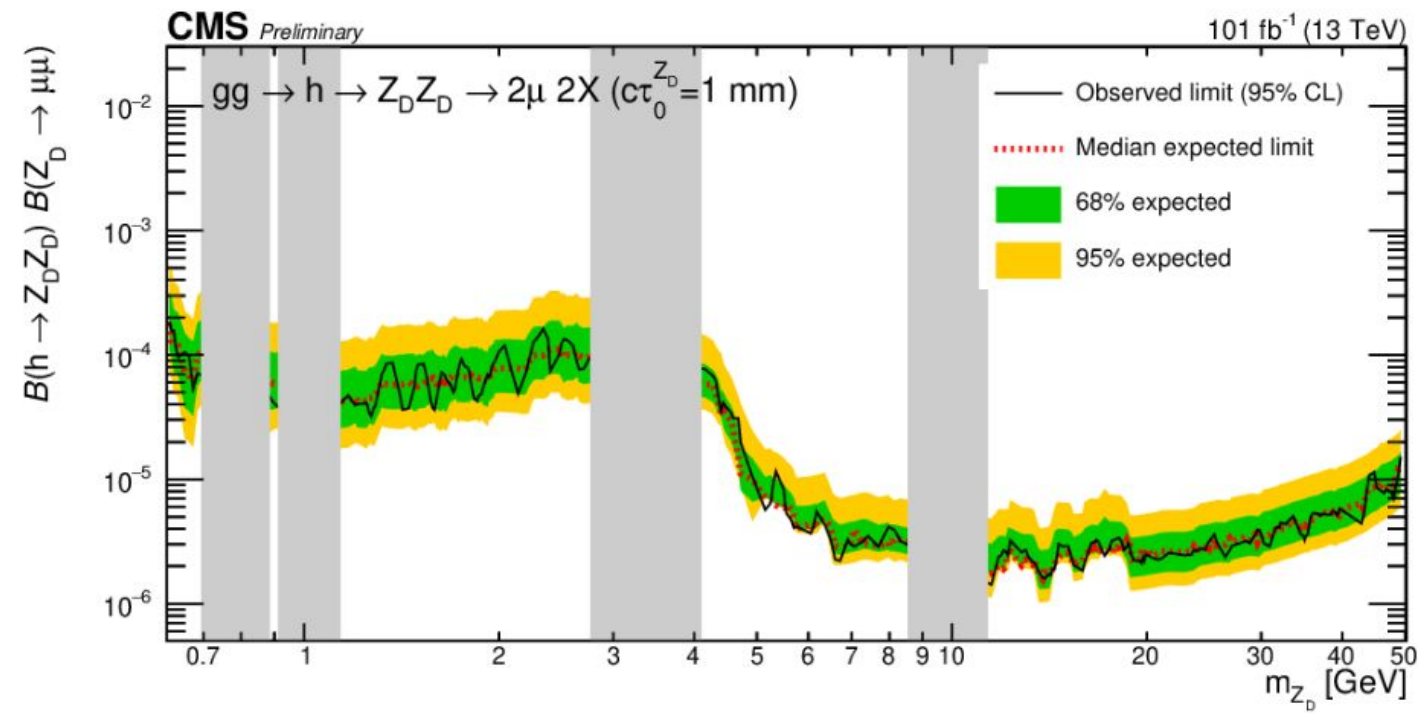 CMS Preliminary
101 fb⁻¹ (13 TeV)
B(h → Z_D Z_D) B(Z_D → μμ)
gg → h → Z_D Z_D → 2μ 2X (cτ₀^{Z_D}=1 mm)
Observed limit (95% CL)
Median expected limit
68% expected
95% expected
10⁻²
10⁻³
10⁻⁴
10⁻⁵
10⁻⁶
0.7 1 2 3 4 5 6 7 8 9 10 20 30 40 50
m_{Z_D} [GeV]